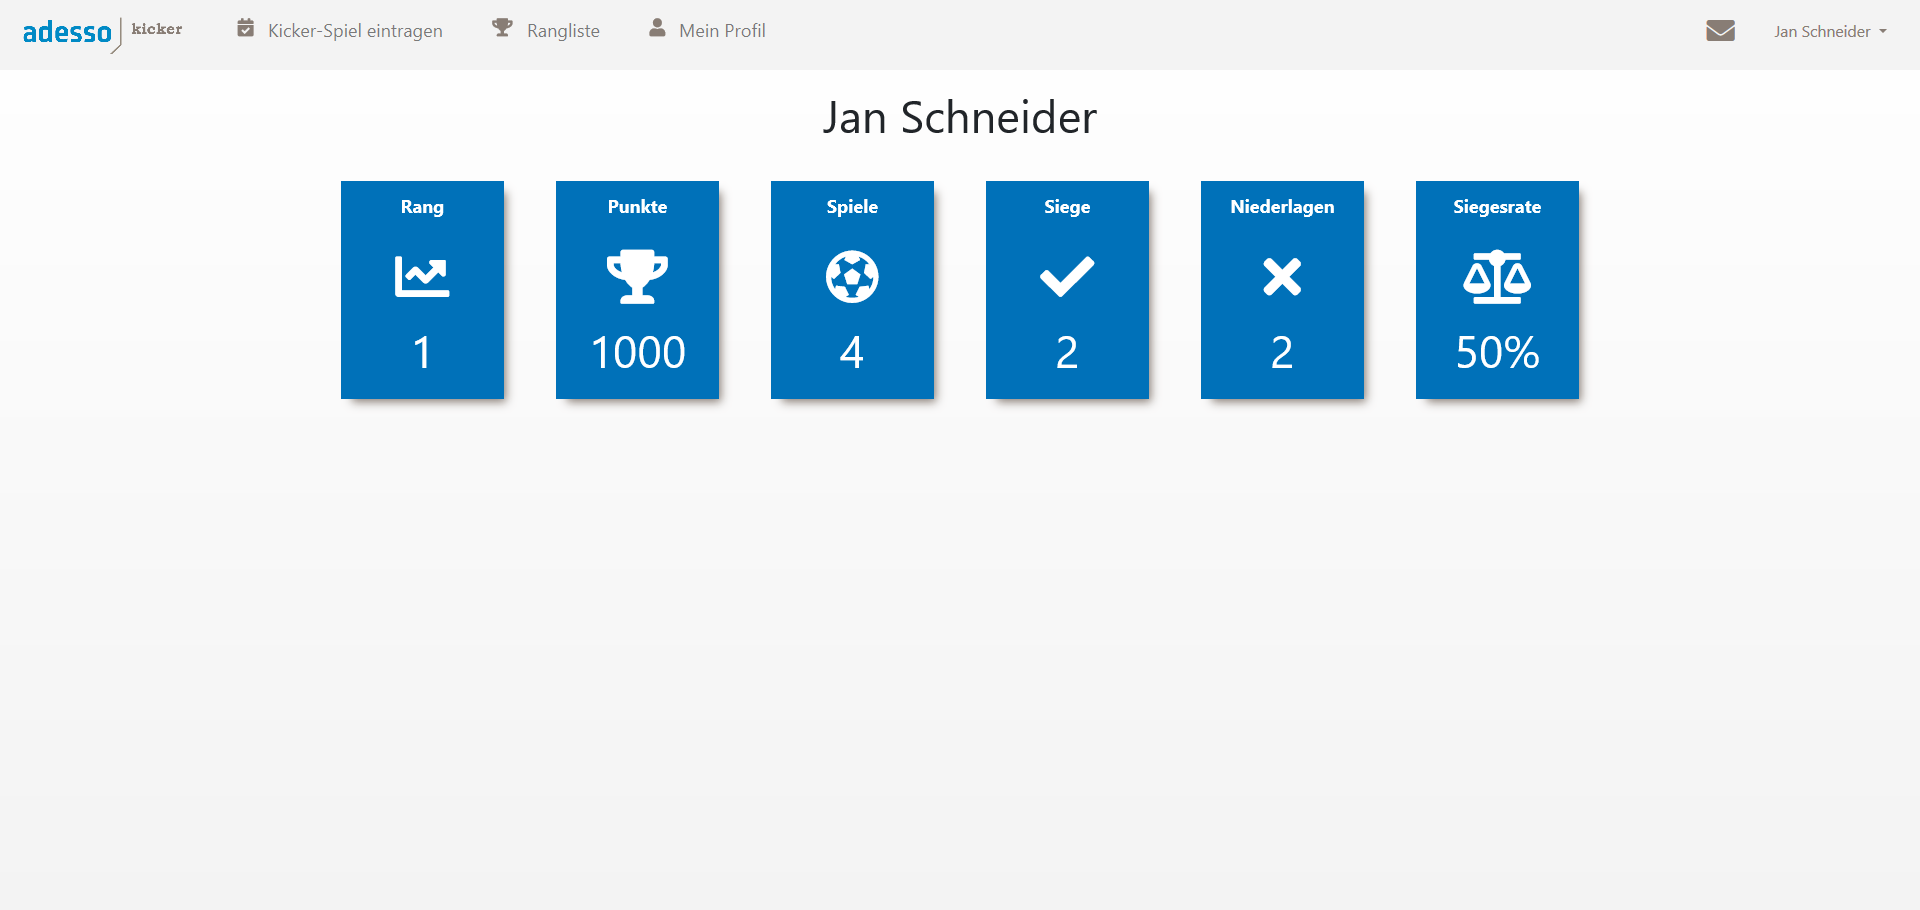 adesso kicker Kicker-Spiel eintragen Rangliste Mein Profil Jan Schneider
Jan Schneider
Rang Punkte Spiele Siege Niederlagen Siegesrate
1 1000 4 2 2 50%